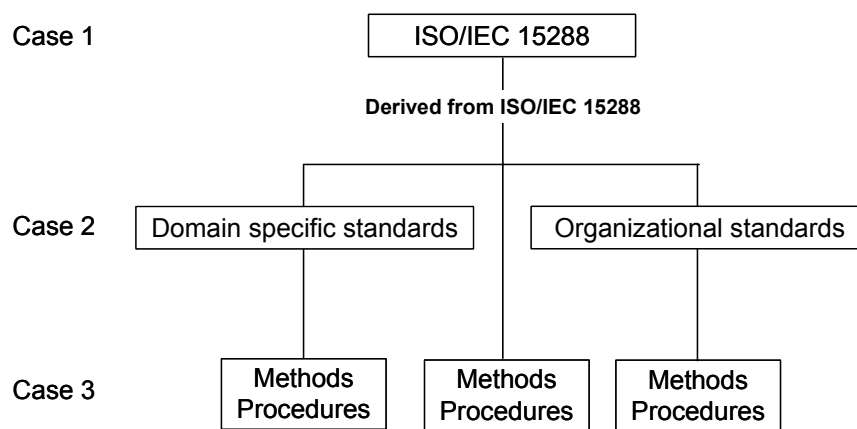 Case 1
ISO/IEC 15288
Derived from ISO/IEC 15288
Case 2
Domain specific standards
Organizational standards
Case 3
Methods
Procedures
Methods
Procedures
Methods
Procedures